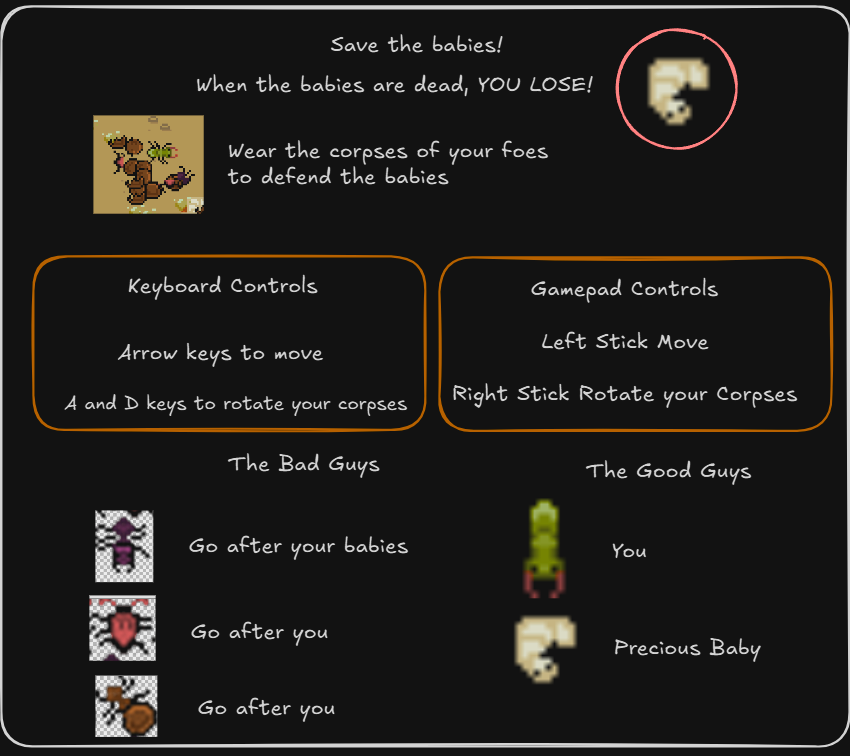 Save the babies!
When the babies are dead, YOU LOSE!
Wear the corpses of your foes
to defend the babies
Keyboard Controls
Arrow keys to move
A and D keys to rotate your corpses
Gamepad Controls
Left Stick Move
Right Stick Rotate your Corpses
The Bad Guys
Go after your babies
Go after you
Go after you
The Good Guys
You
Precious Baby